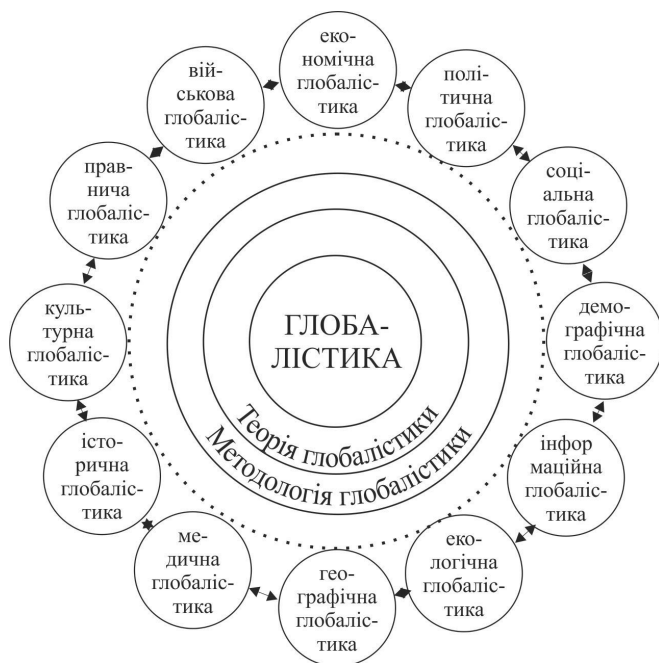 еко-
номічна
глобаліс-
тика
полі-
тична
глобаліс-
тика
соці-
альна
глобаліс-
тика
демо-
графічна
глобаліс-
тика
інфор
маційна
глобаліс-
тика
еко-
логічна
глобаліс-
тика
гео-
графічна
глобаліс-
тика
ме-
дична
глобаліс-
тика
істо-
рична
глобаліс-
тика
куль-
турна
глобаліс-
тика
прав-
нича
глобаліс-
тика
вій-
ськова
глобаліс-
тика
ГЛОБА-
ЛІСТИКА
Теорія глобалістики
Методологія глобалістики